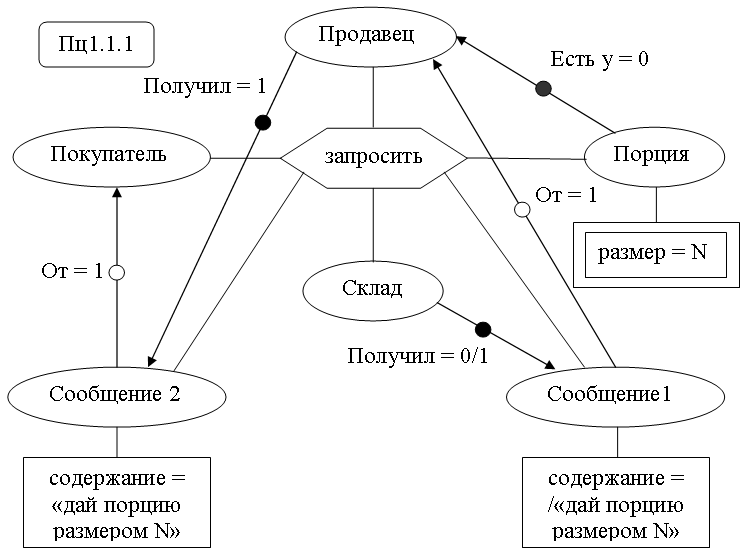 Пц1.1.1
Продавец
Есть у = 0
Получил = 1
Покупатель
запросить
Порция
От = 1
размер = N
От = 1
Склад
Получил = 0/1
Сообщение 2
Сообщение1
содержание =
«дай порцию
размером N»
содержание =
/«дай порцию
размером N»